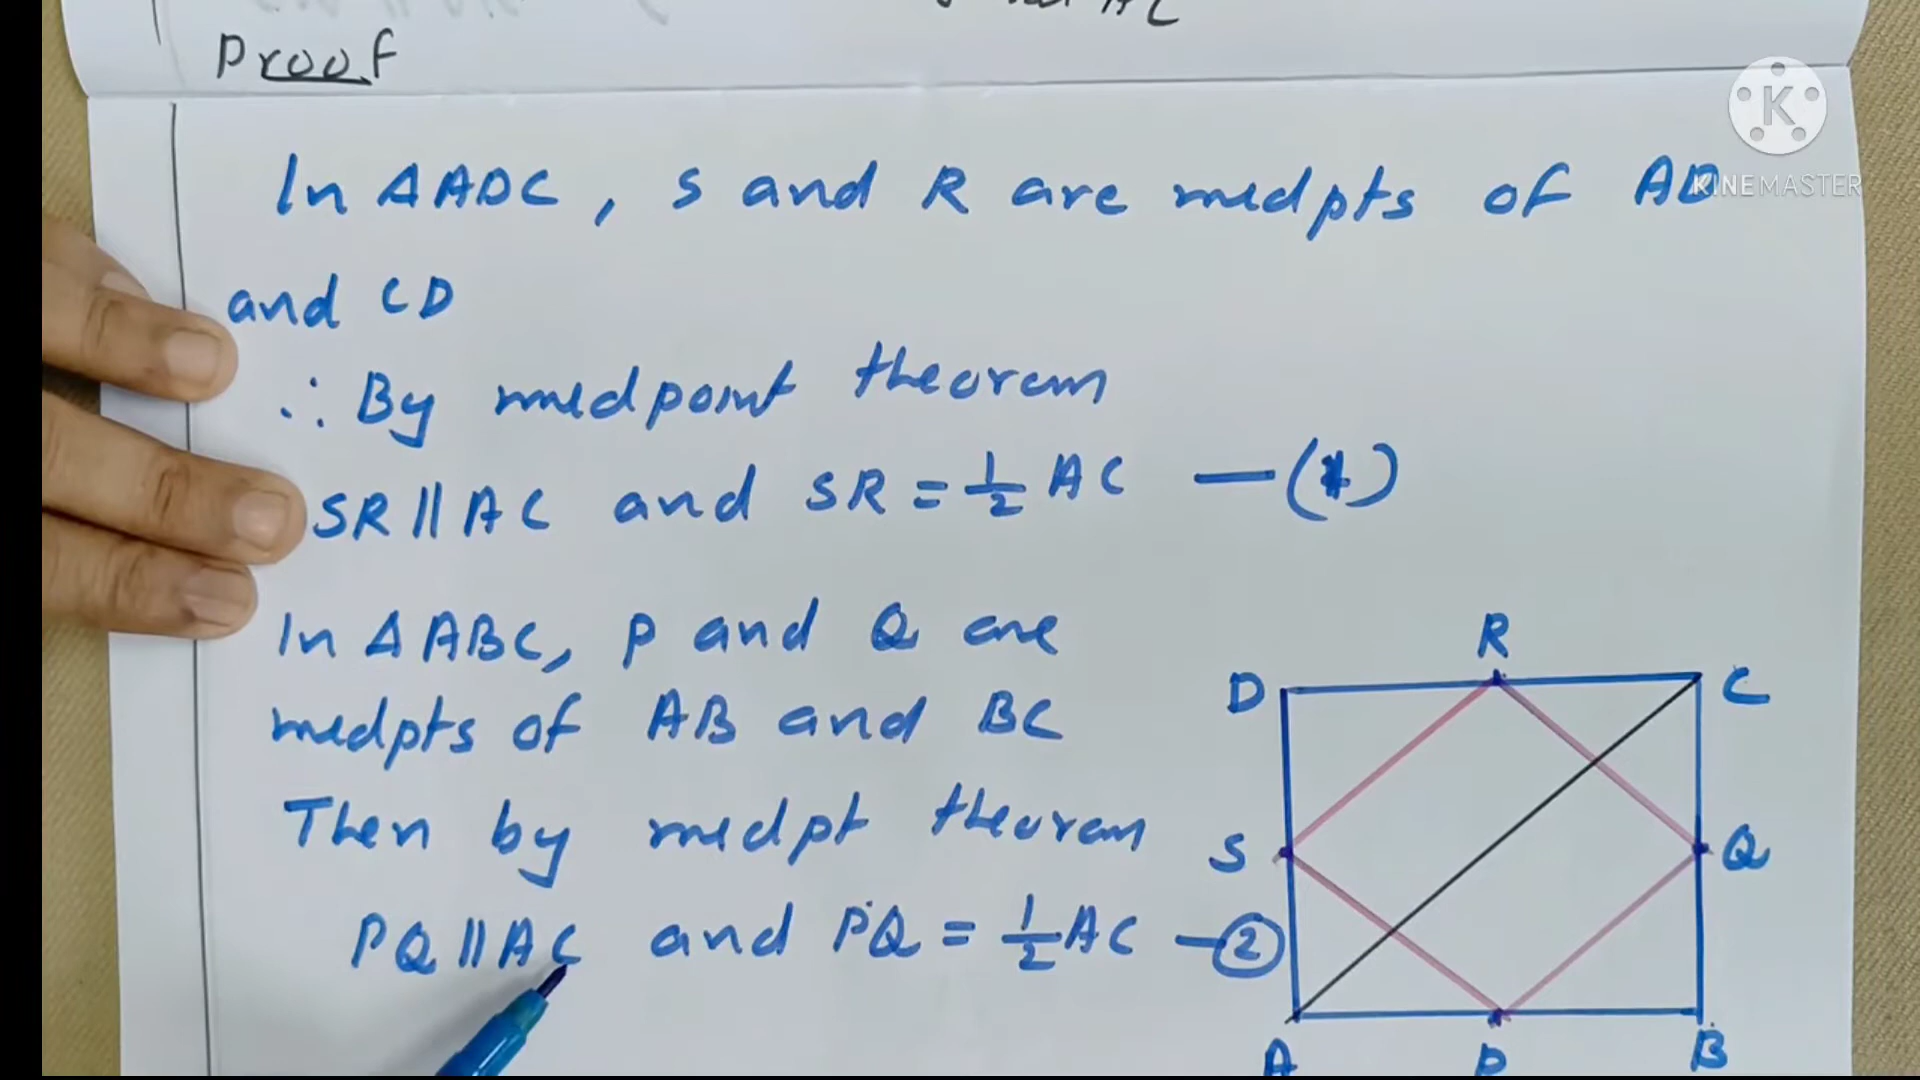 AC
Proof
In ΔADC, S and R are midpts of AD
and CD
∴ By midpoint theorem
SR || AC and SR = 1/2 AC — (*)
In ΔABC, P and Q are
midpts of AB and BC
Then by midpt theorem
PQ || AC and PQ = 1/2 AC — ②
R
D C
S Q
A P B
K
KINEMASTER